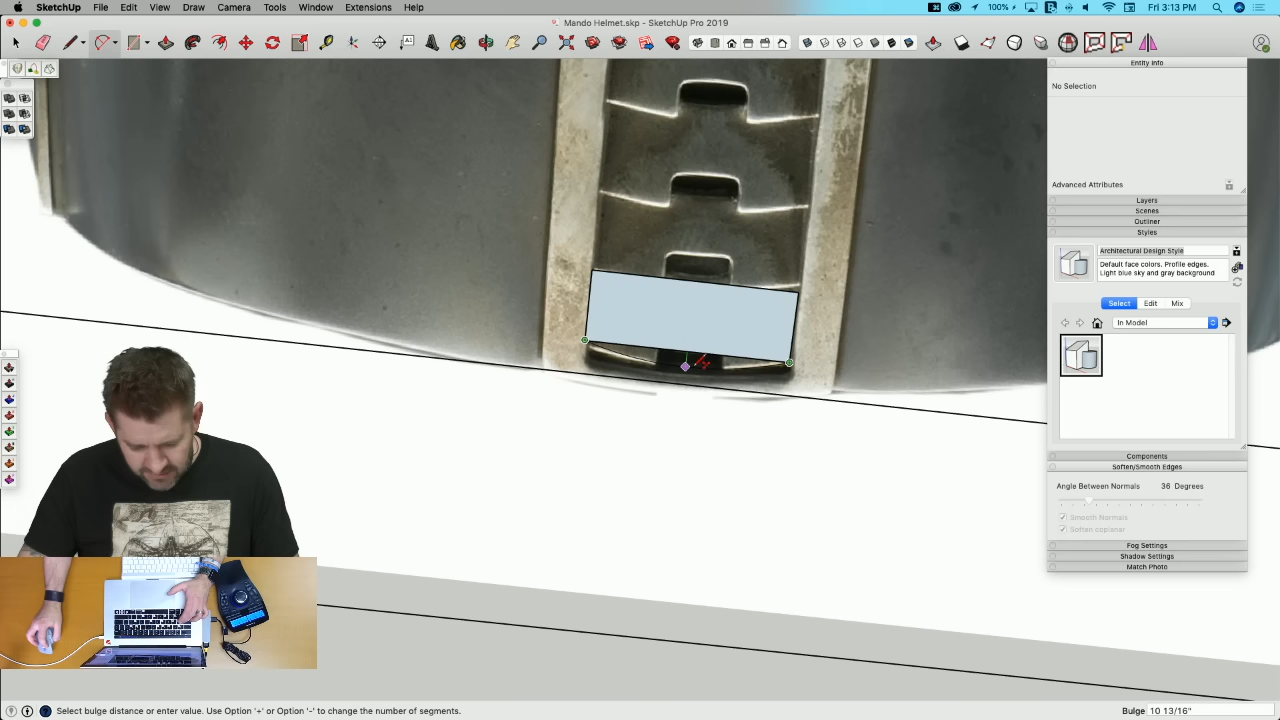 SketchUp File Edit View Draw Camera Tools Window Extensions Help
100% Fri 3:13 PM
Mando Helmet.skp - SketchUp Pro 2019
Entity Info
No Selection
Advanced Attributes
Layers
Scenes
Outliner
Styles
Architectural Design Style
Default face colors. Profile edges.
Light blue sky and gray background
Select Edit Mix
In Model
Components
Soften/Smooth Edges
Angle Between Normals 36 Degrees
Smooth Normals
Soften coplanar
Fog Settings
Shadow Settings
Match Photo
Select bulge distance or enter value. Use Option '+' or Option '-' to change the number of segments.
Bulge 10 13/16"